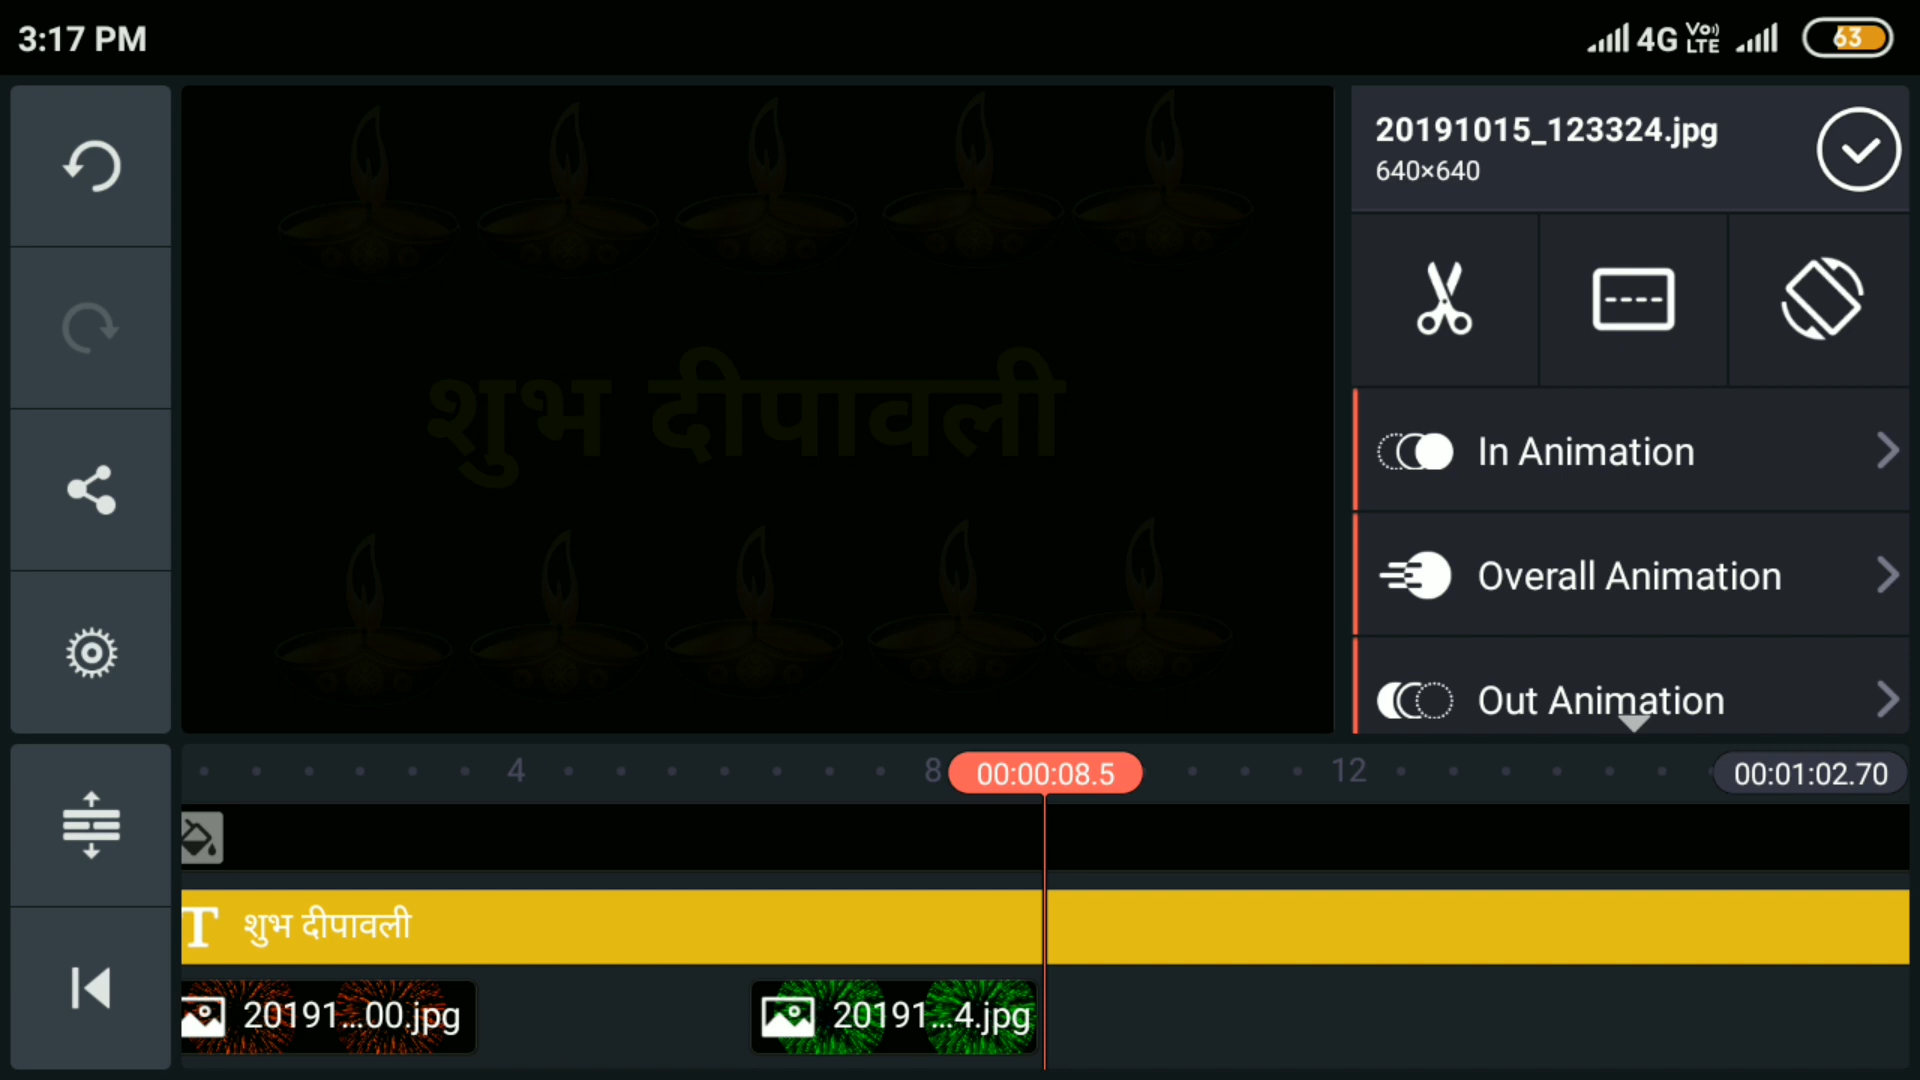 3:17 PM
4G VoLTE
63
20191015_123324.jpg
640×640
शुभ दीपावली
In Animation
Overall Animation
Out Animation
4
8
00:00:08.5
12
00:01:02.70
T शुभ दीपावली
20191...00.jpg
20191...4.jpg